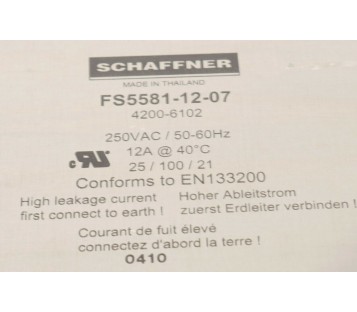 SCHAFFNER
MADE IN THAILAND
FS5581-12-07
4200-6102
250VAC / 50-60Hz
12A @ 40°C
25 / 100 / 21
Conforms to EN133200
High leakage current Hoher Ableitstrom
first connect to earth ! zuerst Erdleiter verbinden !
Courant de fuit élevé
connectez d'abord la terre !
0410